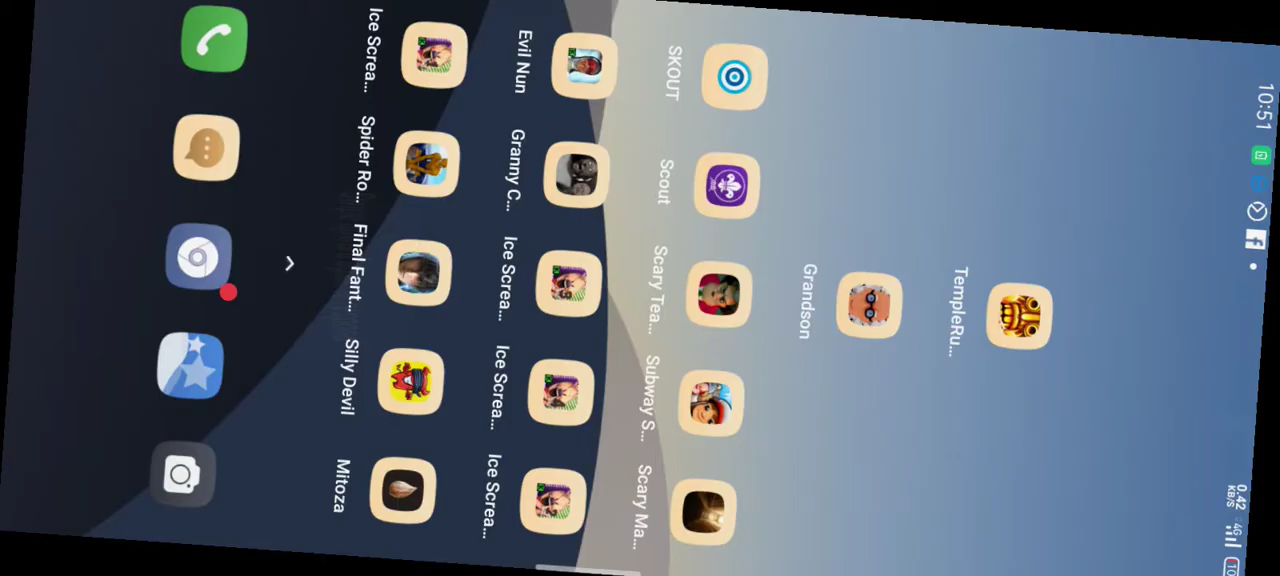 10:51 0.42 KB/S 4G
TempleRu...
Grandson
SKOUT Scout Scary Tea... Subway S... Scary Ma...
Evil Nun Granny C... Ice Screa... Ice Screa... Ice Screa...
Ice Screa... Spider Ro... Final Fant... Silly Devil Mitoza